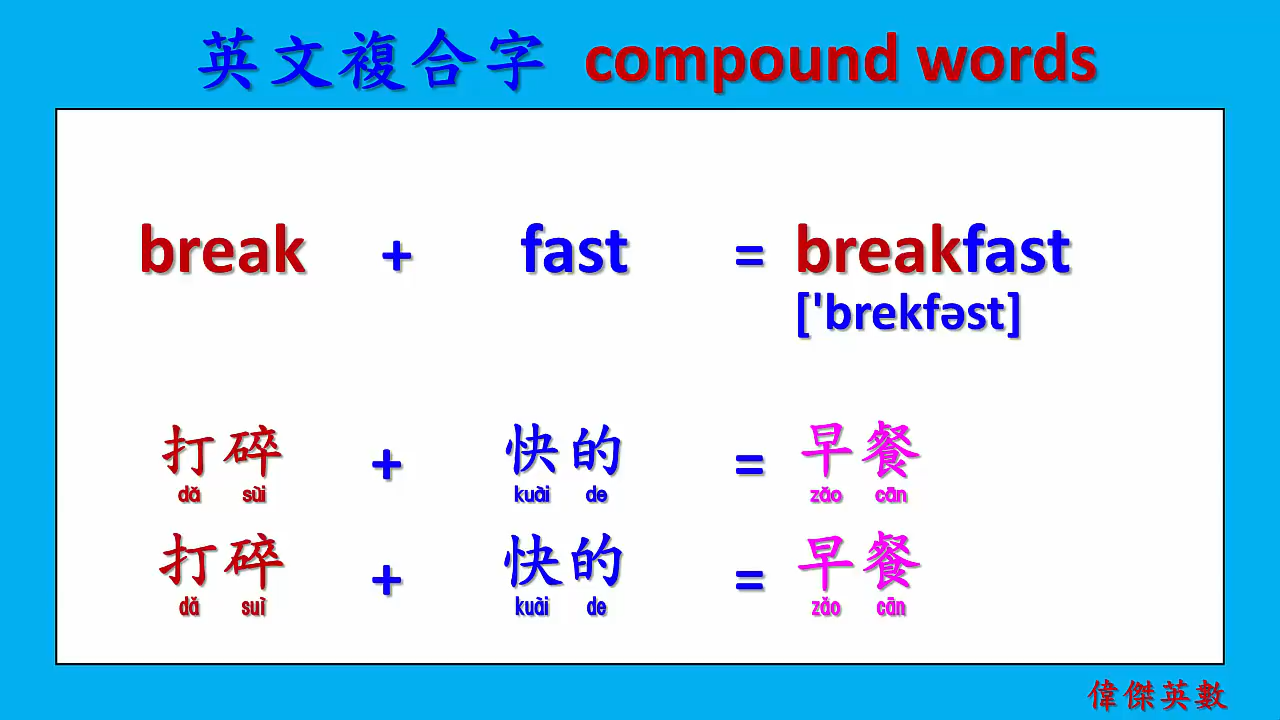 英文複合字 compound words
break + fast = breakfast
['brekfəst]
打碎 + 快的 = 早餐
dǎ sùi kuài de zǎo cān
打碎 + 快的 = 早餐
dǎ suì kuài de zǎo cān
偉傑英數